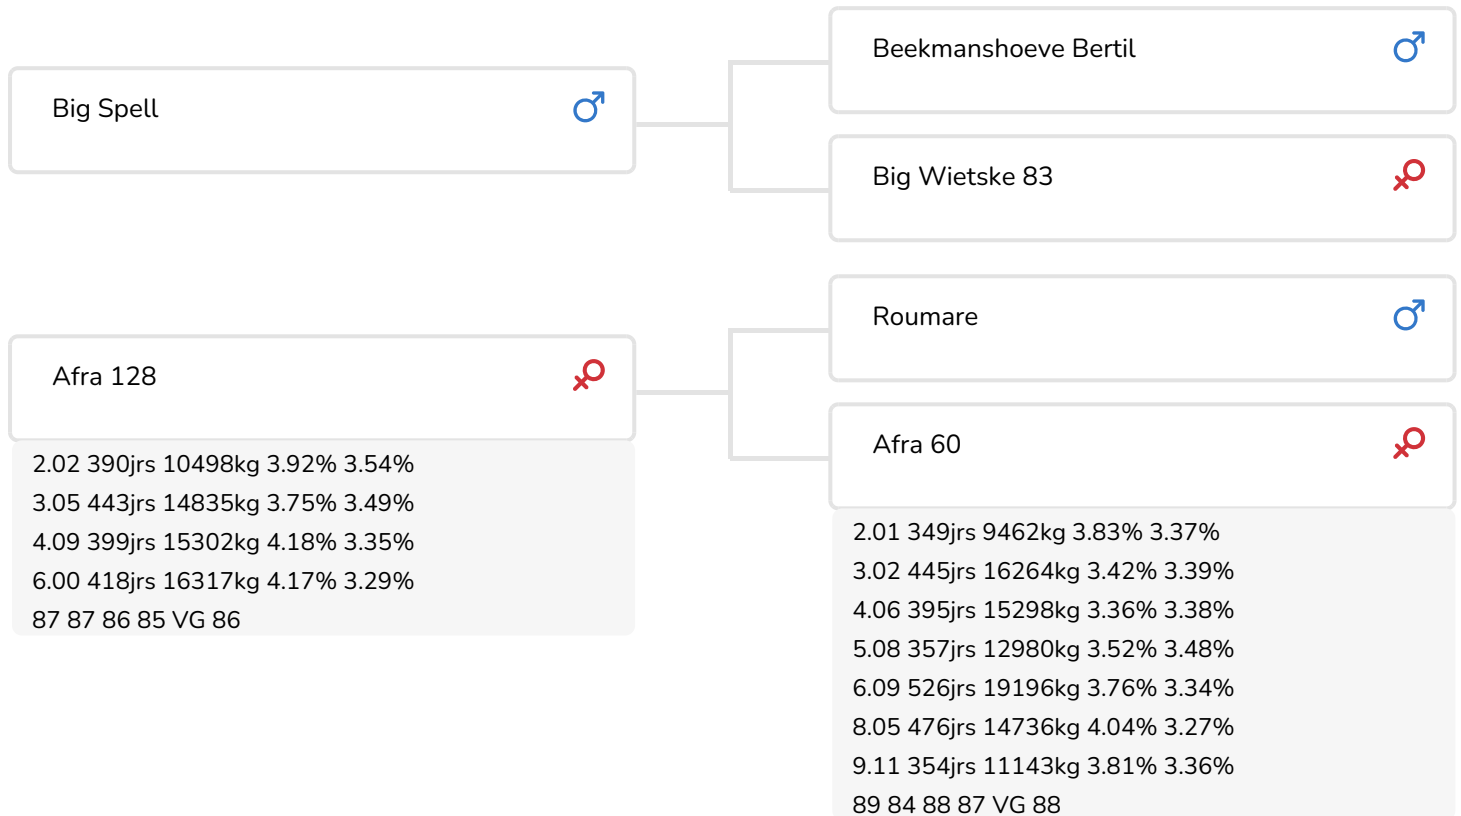 Big Spell
Afra 128
2.02 390jrs 10498kg 3.92% 3.54%
3.05 443jrs 14835kg 3.75% 3.49%
4.09 399jrs 15302kg 4.18% 3.35%
6.00 418jrs 16317kg 4.17% 3.29%
87 87 86 85 VG 86
Beekmanshoeve Bertil
Big Wietske 83
Roumare
Afra 60
2.01 349jrs 9462kg 3.83% 3.37%
3.02 445jrs 16264kg 3.42% 3.39%
4.06 395jrs 15298kg 3.36% 3.38%
5.08 357jrs 12980kg 3.52% 3.48%
6.09 526jrs 19196kg 3.76% 3.34%
8.05 476jrs 14736kg 4.04% 3.27%
9.11 354jrs 11143kg 3.81% 3.36%
89 84 88 87 VG 88